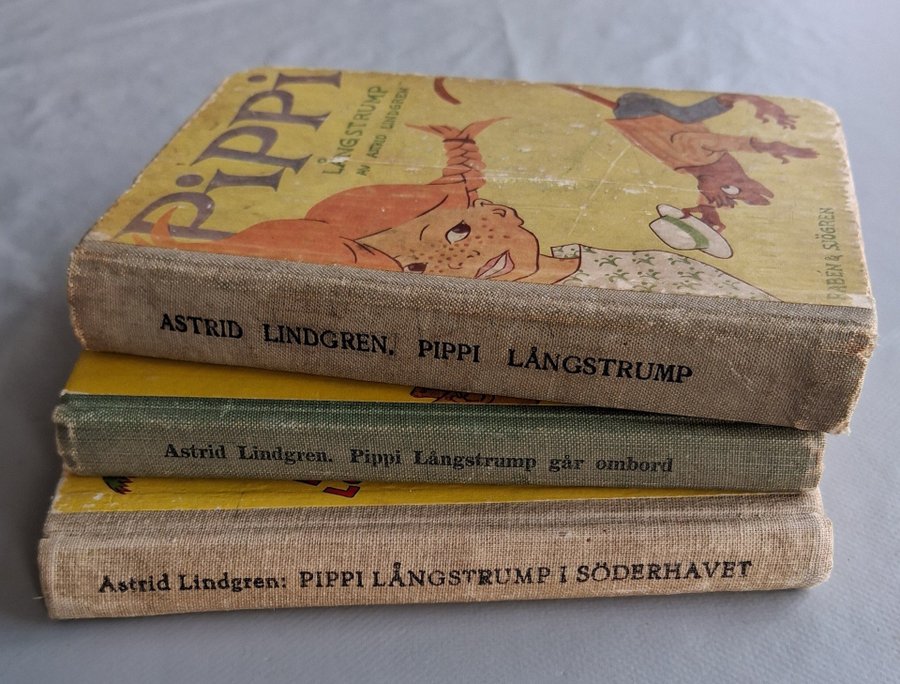 Pippi
LÅNGSTRUMP
AV ASTRID LINDGREN
RABÉN & SJÖGREN
ASTRID LINDGREN. PIPPI LÅNGSTRUMP
Astrid Lindgren. Pippi Långstrump går ombord
Astrid Lindgren: PIPPI LÅNGSTRUMP I SÖDERHAVET